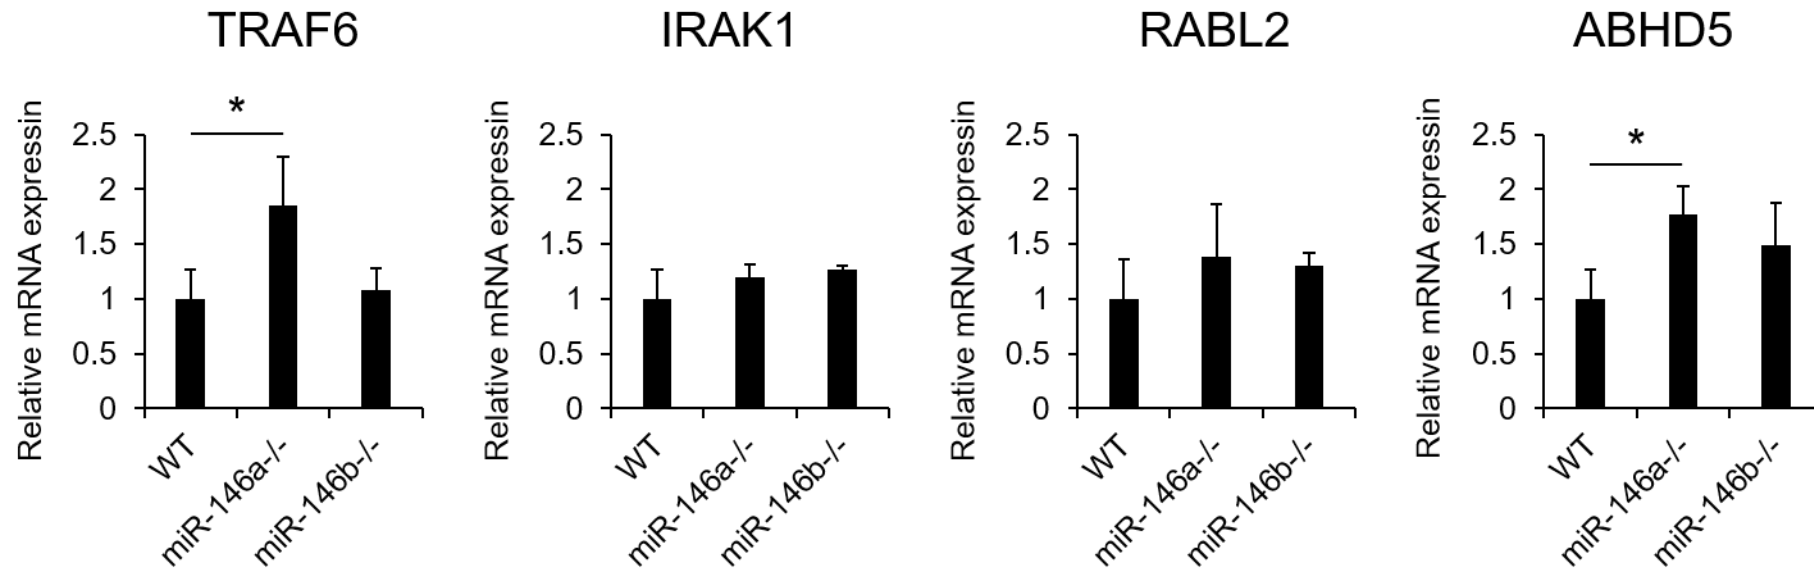 TRAF6
Relative mRNA expressin
2.5
2
1.5
1
0.5
0
*
WT
miR-146a-/-
miR-146b-/-
IRAK1
Relative mRNA expressin
2.5
2
1.5
1
0.5
0
WT
miR-146a-/-
miR-146b-/-
RABL2
Relative mRNA expressin
2.5
2
1.5
1
0.5
0
WT
miR-146a-/-
miR-146b-/-
ABHD5
Relative mRNA expressin
2.5
2
1.5
1
0.5
0
*
WT
miR-146a-/-
miR-146b-/-